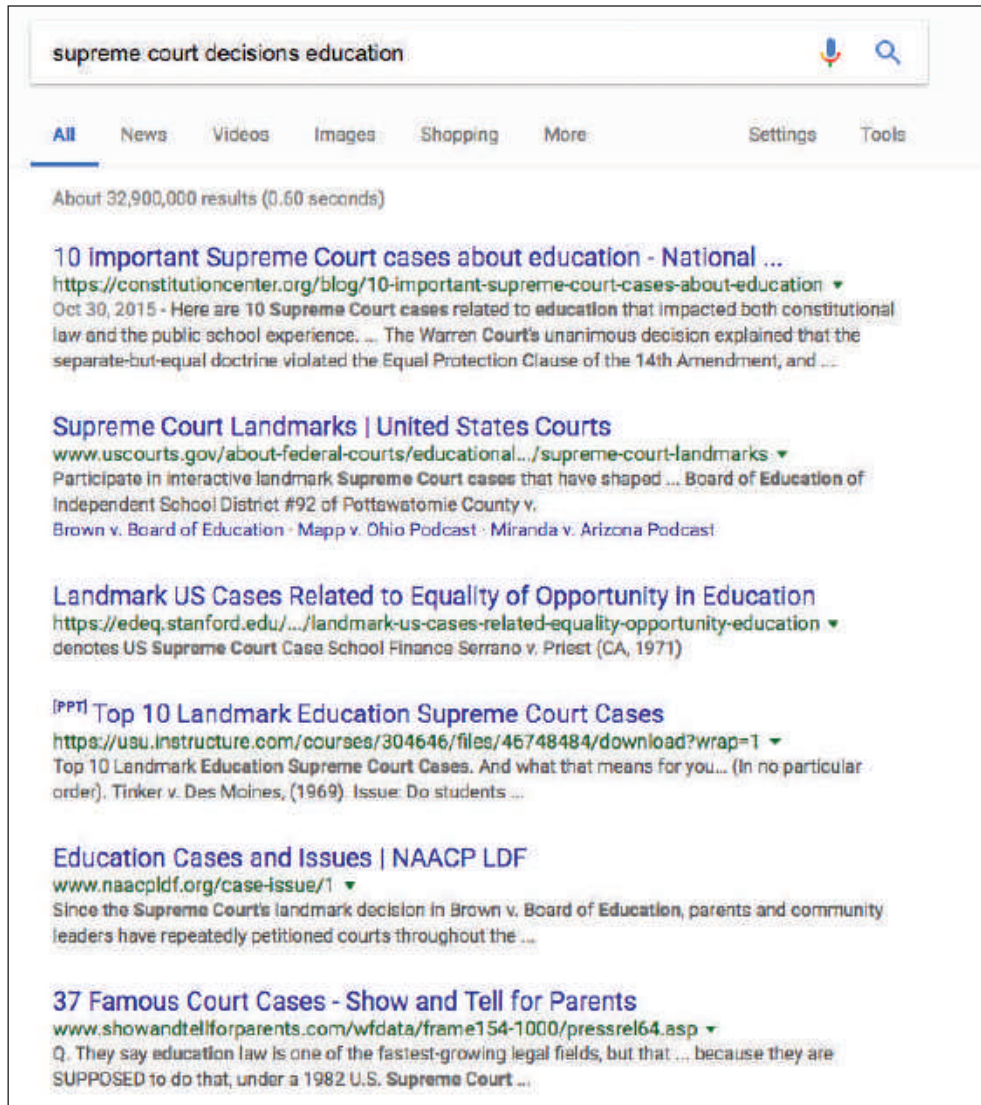 supreme court decisions education
All News Videos Images Shopping More Settings Tools
About 32,900,000 results (0.60 seconds)
10 important Supreme Court cases about education - National ...
https://constitutioncenter.org/blog/10-important-supreme-court-cases-about-education
Oct 30, 2015 - Here are 10 Supreme Court cases related to education that impacted both constitutional
law and the public school experience. ... The Warren Court's unanimous decision explained that the
separate-but-equal doctrine violated the Equal Protection Clause of the 14th Amendment, and ...
Supreme Court Landmarks | United States Courts
www.uscourts.gov/about-federal-courts/educational.../supreme-court-landmarks
Participate in interactive landmark Supreme Court cases that have shaped ... Board of Education of
Independent School District #92 of Pottawatomie County v.
Brown v. Board of Education · Mapp v. Ohio Podcast · Miranda v. Arizona Podcast
Landmark US Cases Related to Equality of Opportunity in Education
https://edeq.stanford.edu/.../landmark-us-cases-related-equality-opportunity-education
denotes US Supreme Court Case School Finance Serrano v. Priest (CA, 1971)
[PPT] Top 10 Landmark Education Supreme Court Cases
https://usu.instructure.com/courses/304646/files/46748484/download?wrap=1
Top 10 Landmark Education Supreme Court Cases. And what that means for you... (In no particular
order). Tinker v. Des Moines, (1969). Issue: Do students ...
Education Cases and Issues | NAACP LDF
www.naacpldf.org/case-issue/1
Since the Supreme Court's landmark decision in Brown v. Board of Education, parents and community
leaders have repeatedly petitioned courts throughout the ...
37 Famous Court Cases - Show and Tell for Parents
www.showandtellforparents.com/wfdata/frame154-1000/pressrel64.asp
Q. They say education law is one of the fastest-growing legal fields, but that ... because they are
SUPPOSED to do that, under a 1982 U.S. Supreme Court ...